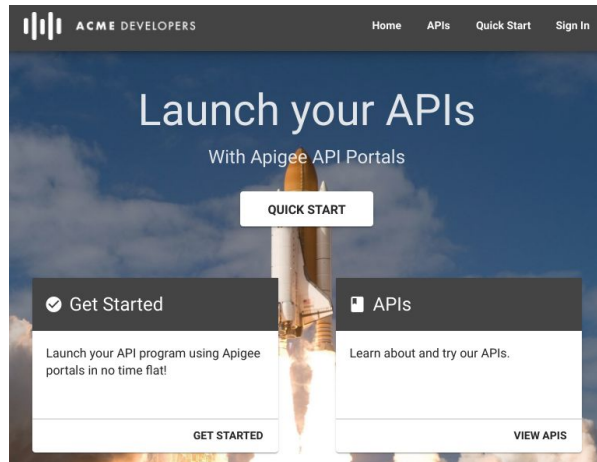 ACME DEVELOPERS
Home APIs Quick Start Sign In
Launch your APIs
With Apigee API Portals
QUICK START
Get Started
Launch your API program using Apigee
portals in no time flat!
GET STARTED
APIs
Learn about and try our APIs.
VIEW APIS